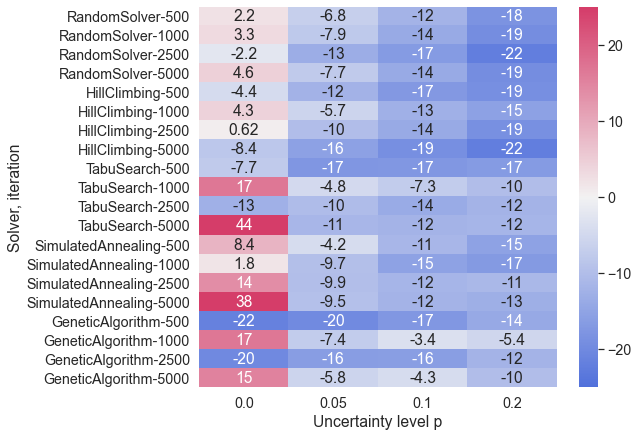 RandomSolver-500 2.2 -6.8 -12 -18
RandomSolver-1000 3.3 -7.9 -14 -19
RandomSolver-2500 -2.2 -13 -17 -22
RandomSolver-5000 4.6 -7.7 -14 -19
HillClimbing-500 -4.4 -12 -17 -19
HillClimbing-1000 4.3 -5.7 -13 -15
HillClimbing-2500 0.62 -10 -14 -19
HillClimbing-5000 -8.4 -16 -19 -22
TabuSearch-500 -7.7 -17 -17 -17
TabuSearch-1000 17 -4.8 -7.3 -10
TabuSearch-2500 -13 -10 -14 -12
TabuSearch-5000 44 -11 -12 -12
SimulatedAnnealing-500 8.4 -4.2 -11 -15
SimulatedAnnealing-1000 1.8 -9.7 -15 -17
SimulatedAnnealing-2500 14 -9.9 -12 -11
SimulatedAnnealing-5000 38 -9.5 -12 -13
GeneticAlgorithm-500 -22 -20 -17 -14
GeneticAlgorithm-1000 17 -7.4 -3.4 -5.4
GeneticAlgorithm-2500 -20 -16 -16 -12
GeneticAlgorithm-5000 15 -5.8 -4.3 -10
0.0 0.05 0.1 0.2
Uncertainty level p
Solver, iteration
20
10
0
−10
−20